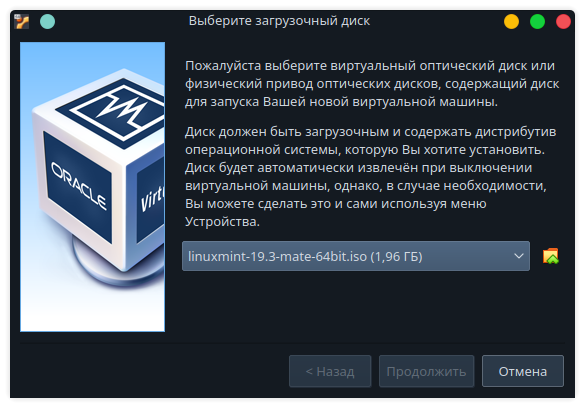 Выберите загрузочный диск
Пожалуйста выберите виртуальный оптический диск или
физический привод оптических дисков, содержащий диск
для запуска Вашей новой виртуальной машины.
Диск должен быть загрузочным и содержать дистрибутив
операционной системы, которую Вы хотите установить.
Диск будет автоматически извлечён при выключении
виртуальной машины, однако, в случае необходимости,
Вы можете сделать это и сами используя меню
Устройства.
ORACLE
Virtu
linuxmint-19.3-mate-64bit.iso (1,96 ГБ)
< Назад
Продолжить
Отмена